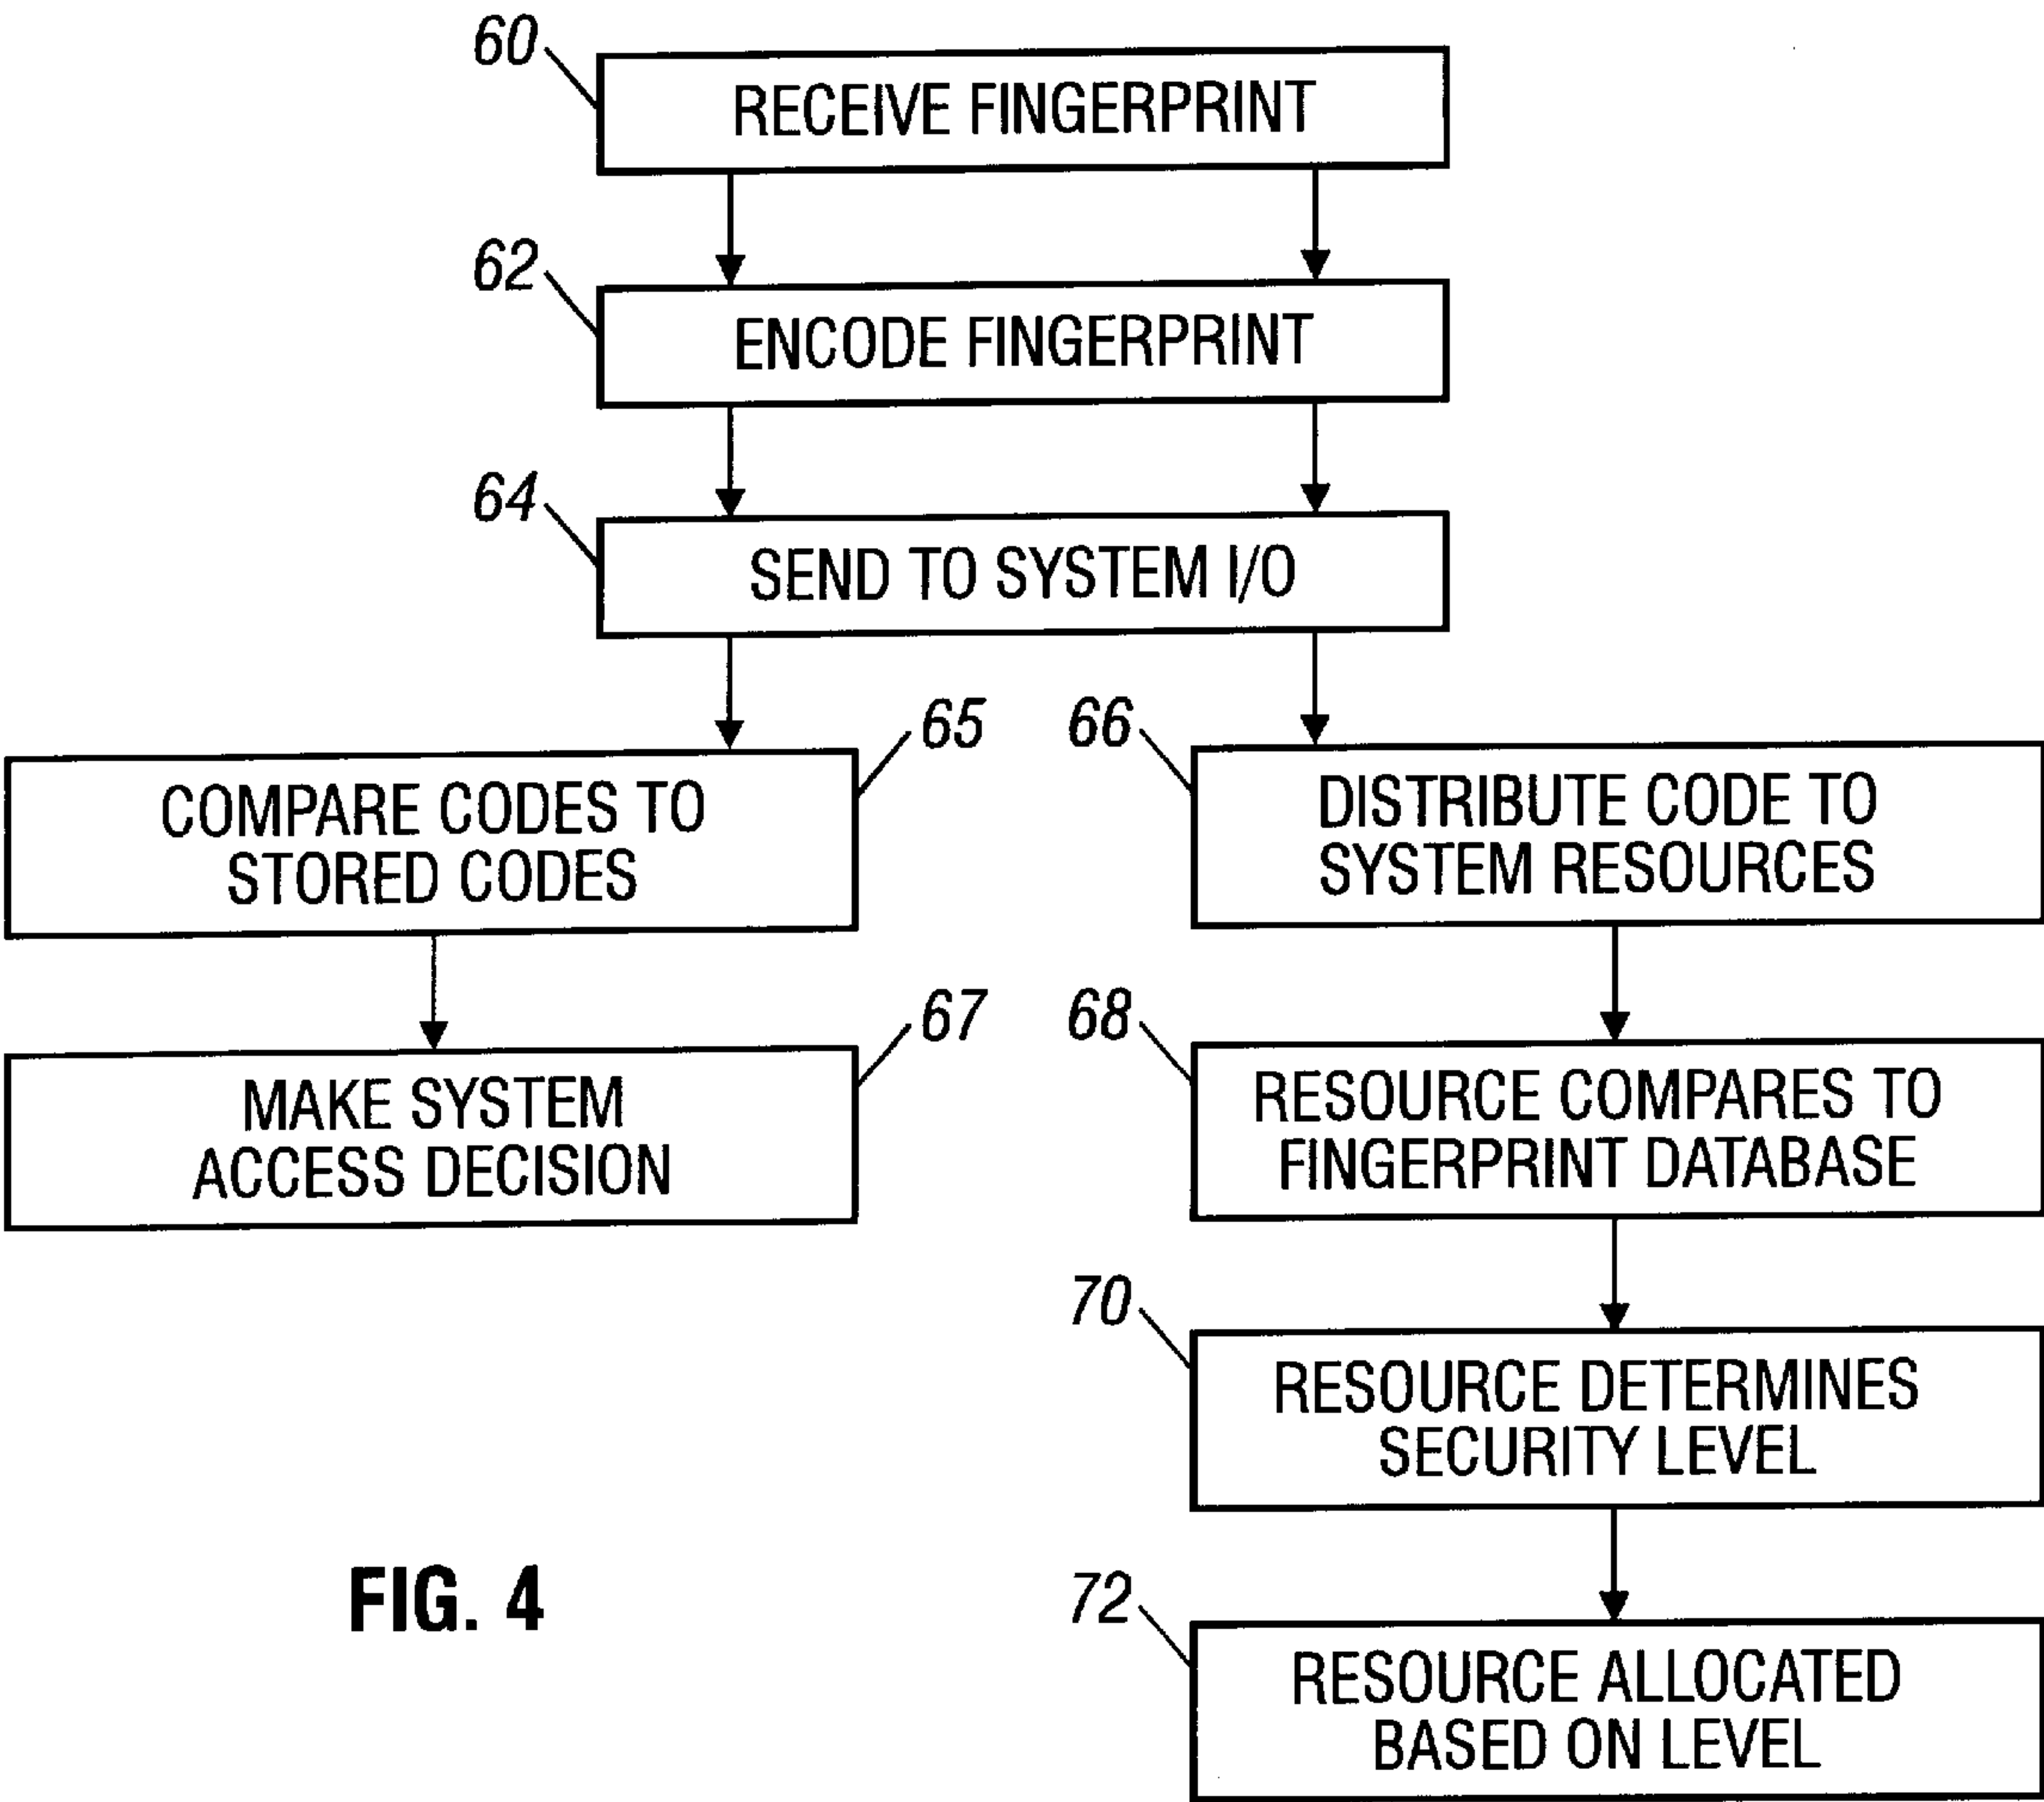 60
RECEIVE FINGERPRINT
62
ENCODE FINGERPRINT
64
SEND TO SYSTEM I/O
65
COMPARE CODES TO
STORED CODES
66
DISTRIBUTE CODE TO
SYSTEM RESOURCES
67
MAKE SYSTEM
ACCESS DECISION
68
RESOURCE COMPARES TO
FINGERPRINT DATABASE
70
RESOURCE DETERMINES
SECURITY LEVEL
72
RESOURCE ALLOCATED
BASED ON LEVEL
FIG. 4